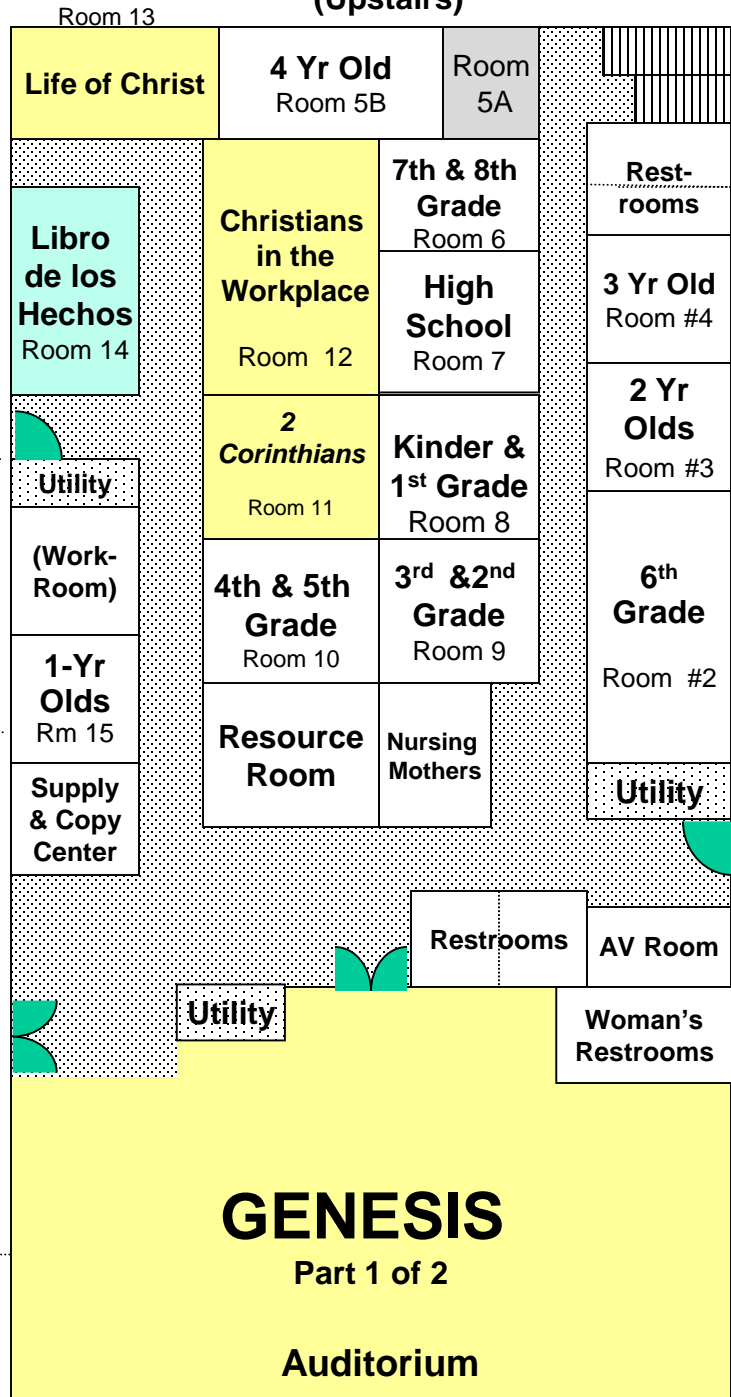 (Upstairs)
Room 13
Life of Christ
4 Yr Old
Room 5B
Room
5A
7th & 8th
Grade
Room 6
Rest-
rooms
Libro
de los
Hechos
Room 14
Christians
in the
Workplace
Room 12
High
School
Room 7
3 Yr Old
Room #4
2 Yr
Olds
Room #3
2
Corinthians
Room 11
Kinder &
1st Grade
Room 8
Utility
(Work-
Room)
4th & 5th
Grade
Room 10
3rd &2nd
Grade
Room 9
6th
Grade
Room #2
1-Yr
Olds
Rm 15
Resource
Room
Nursing
Mothers
Supply
& Copy
Center
Utility
Restrooms
AV Room
Utility
Woman's
Restrooms
GENESIS
Part 1 of 2
Auditorium